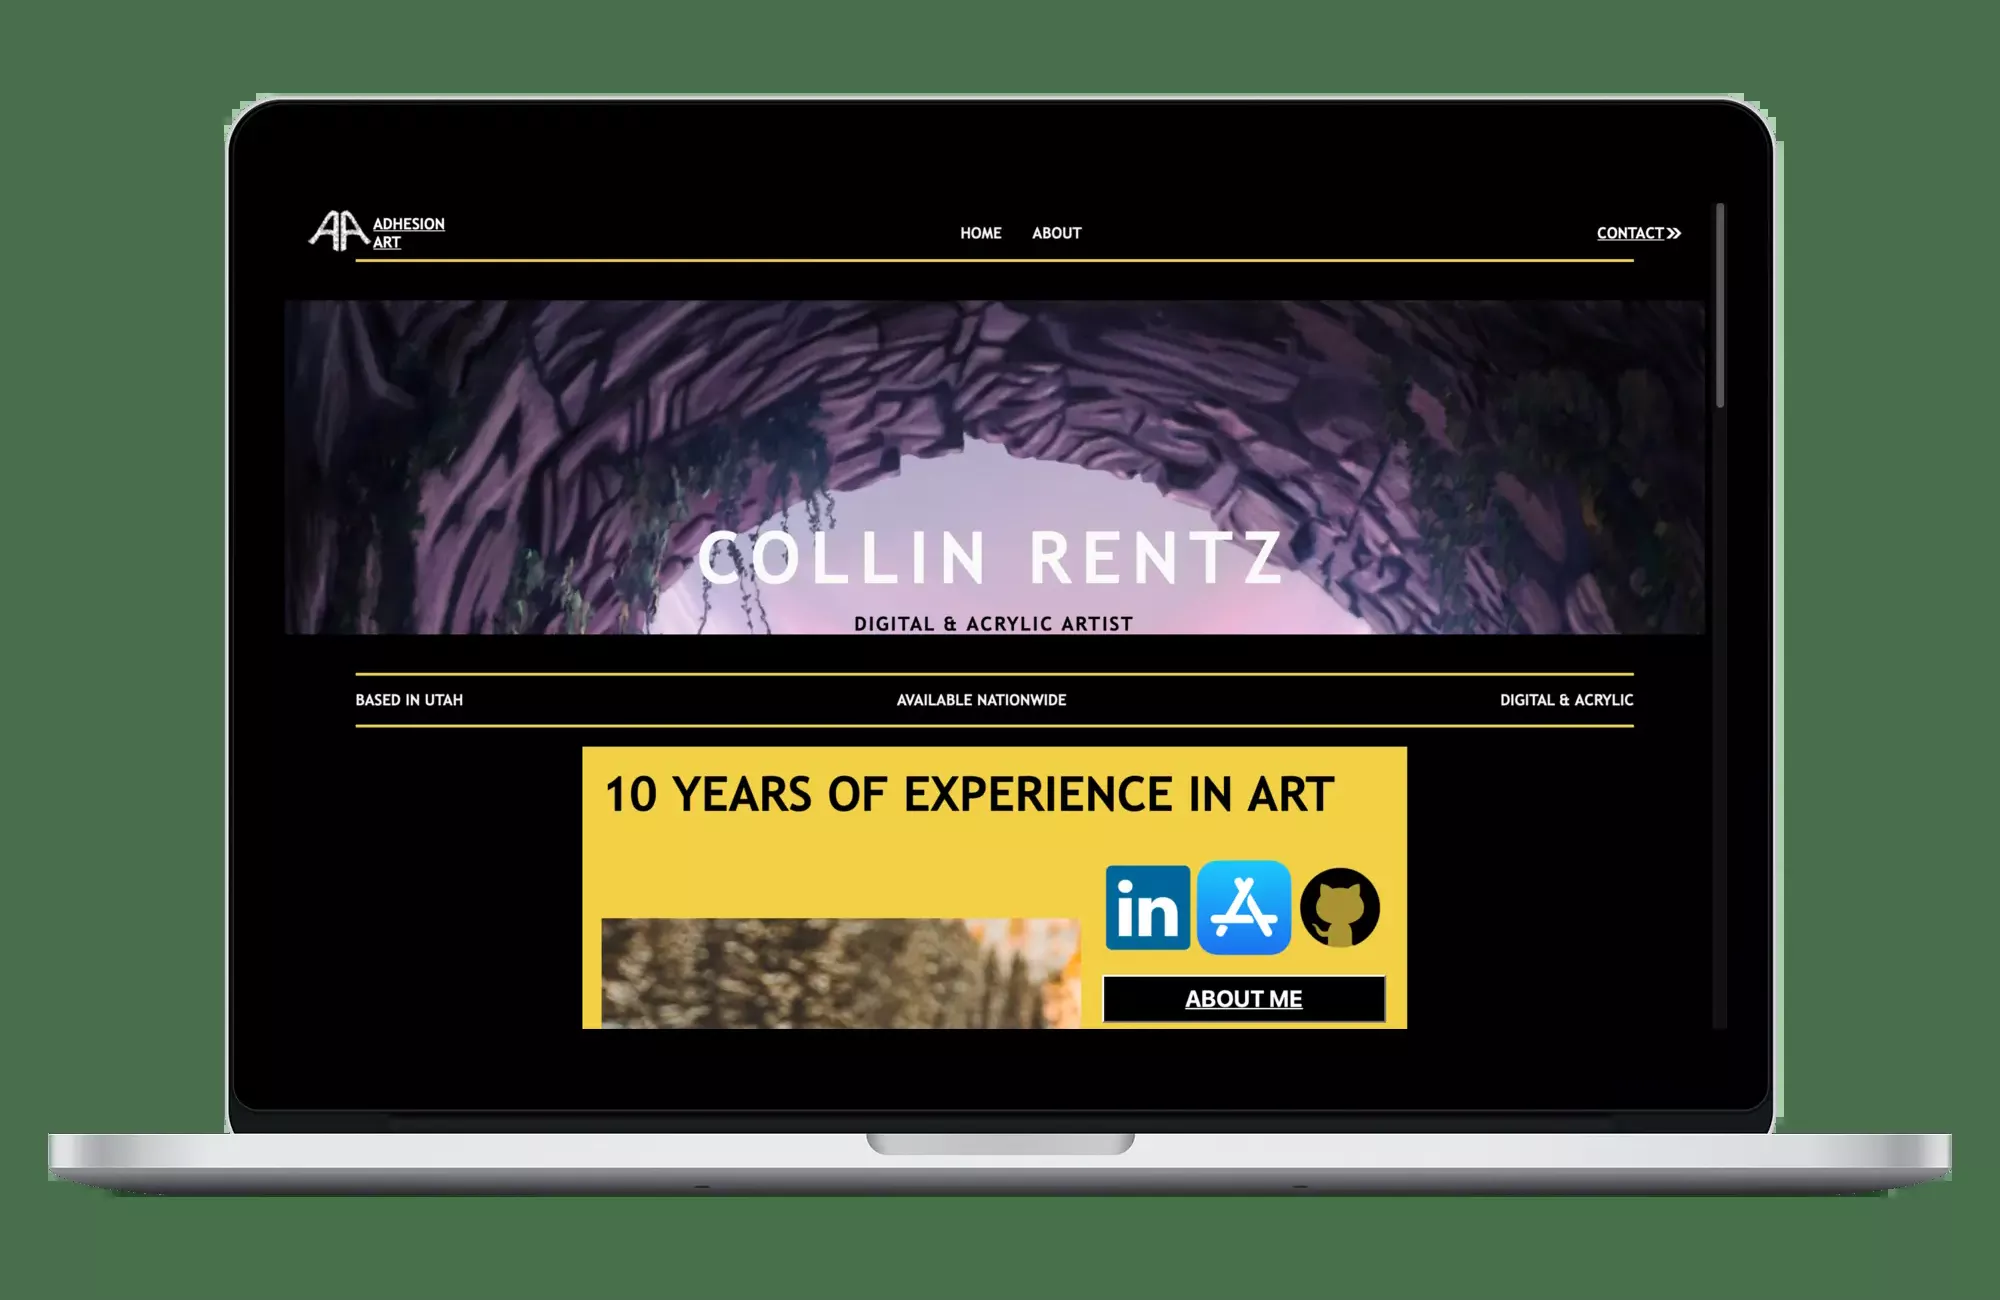 ADHESION
ART
HOME
ABOUT
CONTACT
COLLIN RENTZ
DIGITAL & ACRYLIC ARTIST
BASED IN UTAH
AVAILABLE NATIONWIDE
DIGITAL & ACRYLIC
10 YEARS OF EXPERIENCE IN ART
in
ABOUT ME